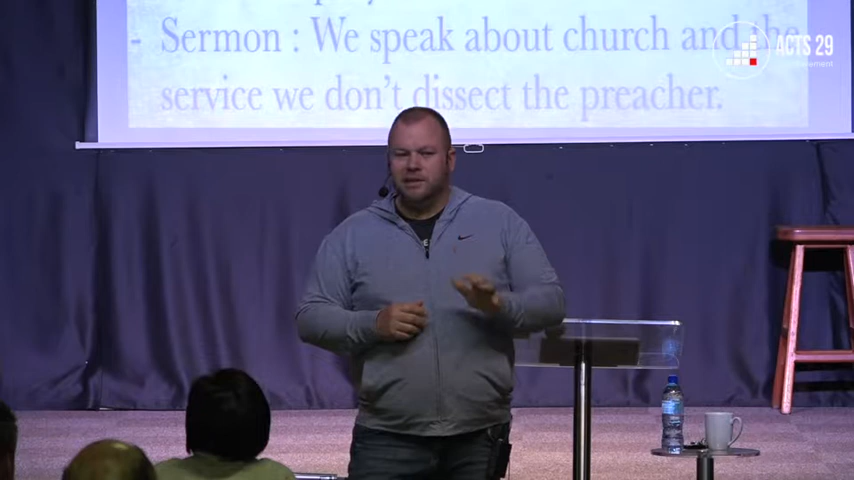 - Sermon : We speak about church and the
service we don't dissect the preacher.
ACTS 29